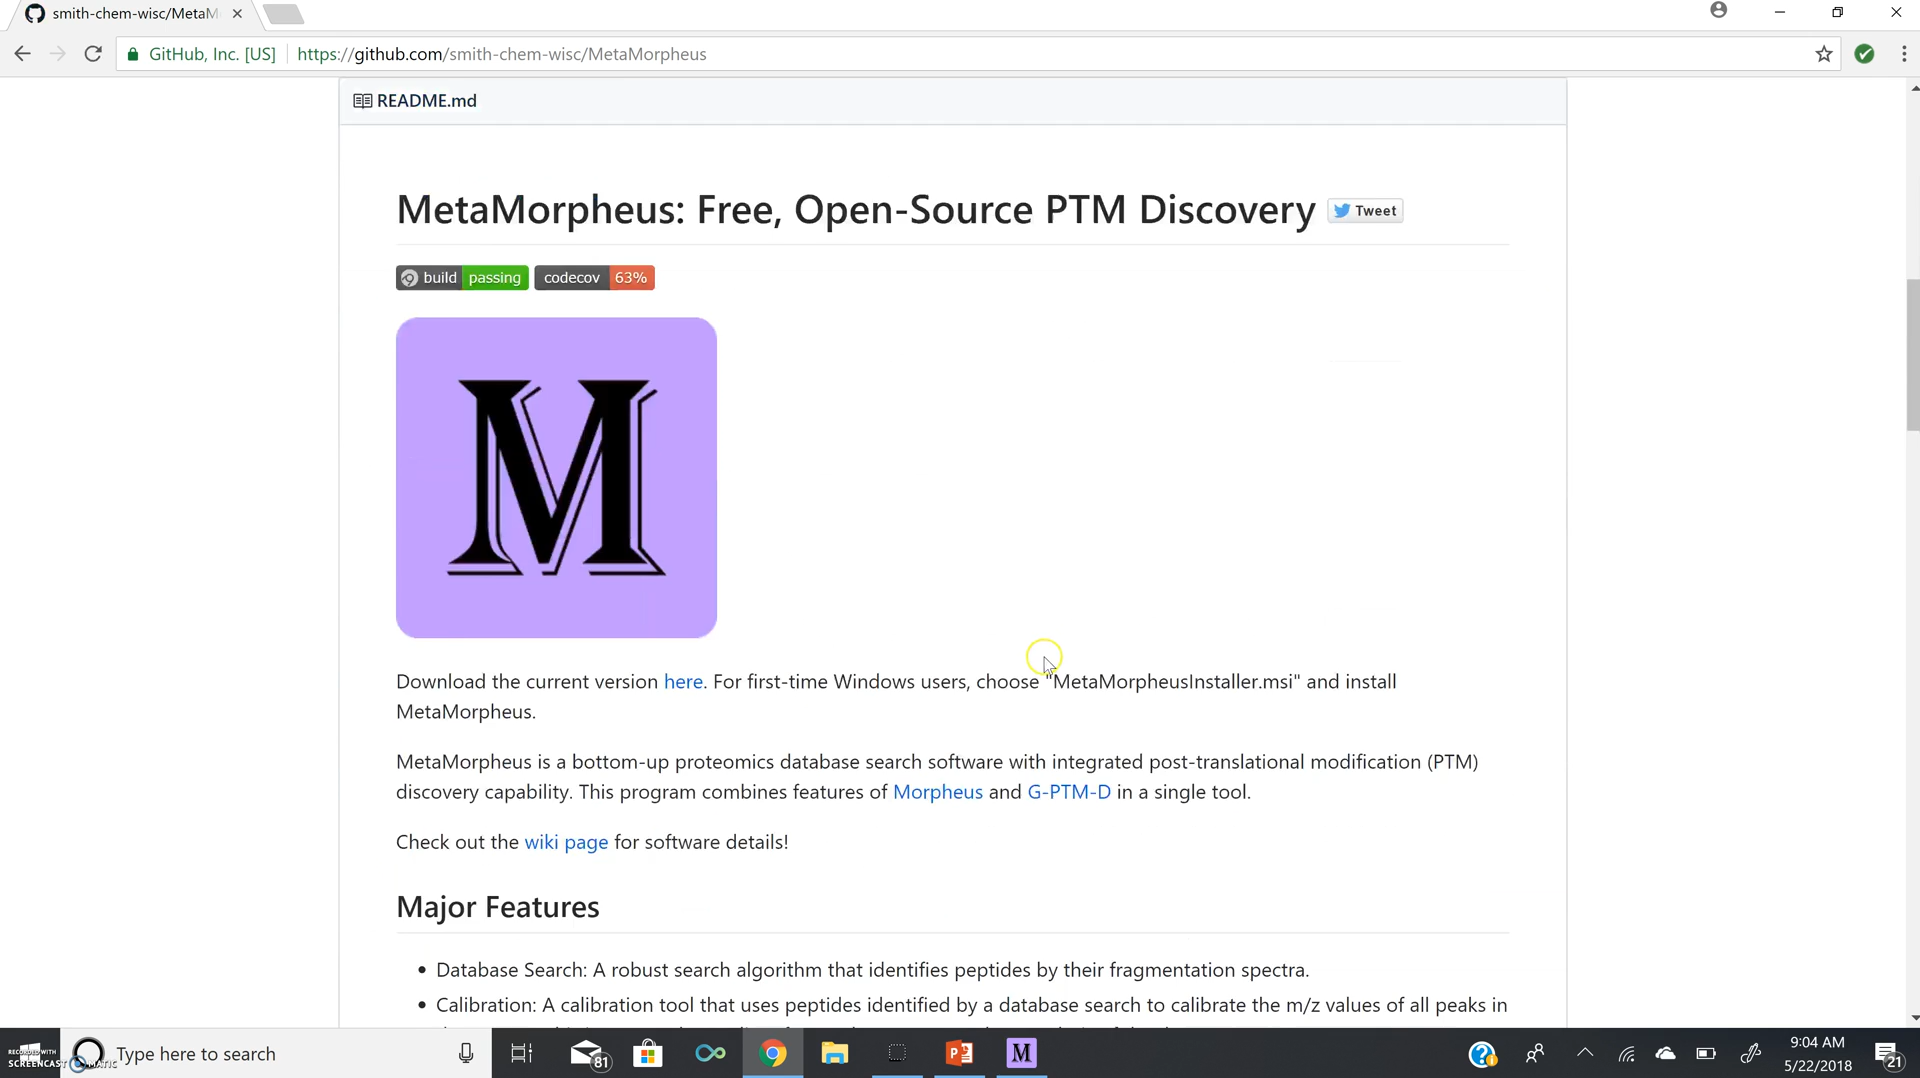 smith-chem-wisc/MetaM
GitHub, Inc. [US] https://github.com/smith-chem-wisc/MetaMorpheus
README.md
MetaMorpheus: Free, Open-Source PTM Discovery Tweet
build passing codecov 63%
M
Download the current version here. For first-time Windows users, choose "MetaMorpheusInstaller.msi" and install
MetaMorpheus.
MetaMorpheus is a bottom-up proteomics database search software with integrated post-translational modification (PTM)
discovery capability. This program combines features of Morpheus and G-PTM-D in a single tool.
Check out the wiki page for software details!
Major Features
• Database Search: A robust search algorithm that identifies peptides by their fragmentation spectra.
• Calibration: A calibration tool that uses peptides identified by a database search to calibrate the m/z values of all peaks in
RECORDED WITH
SCREENCAST MATIC
Type here to search
81
M
9:04 AM
5/22/2018
21